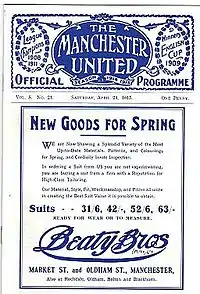 THE
MANCHESTER
UNITED
League Champions 1908 1911
Winners English Cup 1909
OFFICIAL PROGRAMME
VOL. 3. No. 23. SATURDAY, APRIL 1915. ONE PENNY.
NEW GOODS FOR SPRING
WE are Now Showing a Splendid Variety of the Most
Up-to-Date Materials, Patterns, and Colourings
for Spring, and Cordially Invite Inspection.
In ordering a Suit from US you are not experimenting,
you are buying a suit from a firm with a Reputation for
High-Class Tailoring.
Our Material, Style, Fit, Workmanship, and Prices all unite
in creating the Best Suit Value it is possible to obtain.
Suits - - 31/6, 42/-, 52/6, 63/-
READY FOR WEAR OR TO MEASURE.
Beaty Bros
MARKET ST. and OLDHAM ST., MANCHESTER,
Also at Rochdale, Oldham, Bolton and Blackburn.